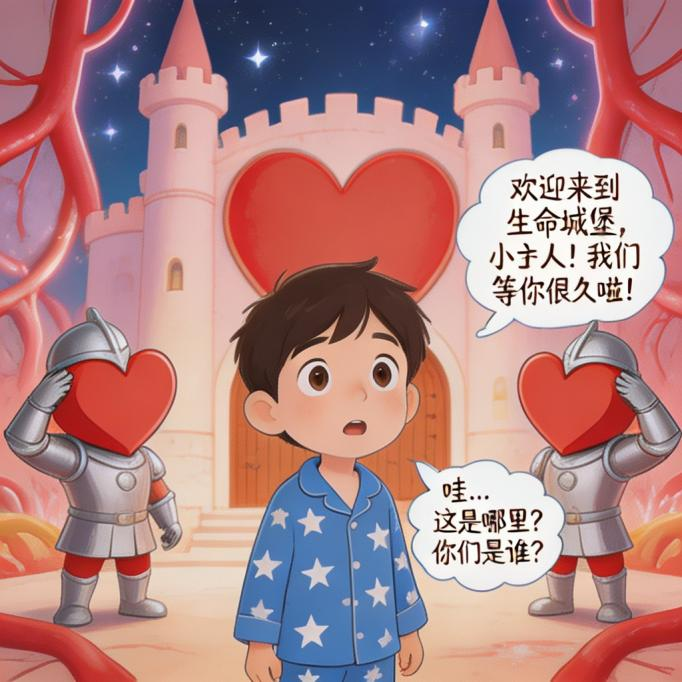 欢迎来到
生命城堡，
小主人！我们
等你很久啦！
哇…
这是哪里？
你们是谁？